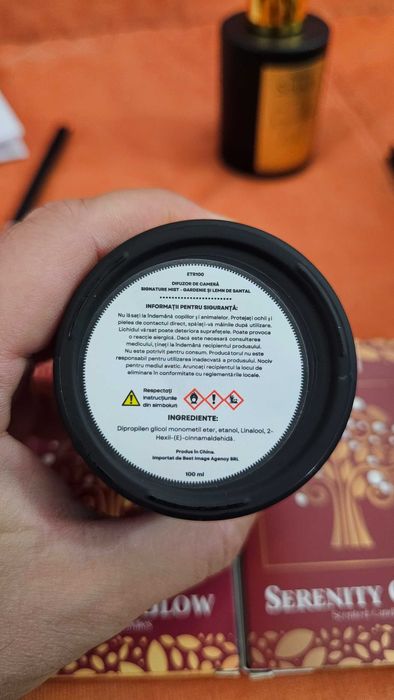 ETR100
DIFUZOR DE CAMERĂ
SIGNATURE MIST - GARDENIE ȘI LEMN DE SANTAL
INFORMAȚII PENTRU SIGURANȚĂ:
Nu lăsați la îndemână copiilor și animalelor. Protejați ochii și
pielea de contactul direct, spălați-vă mâinile după utilizare.
Lichidul vărsat poate deteriora suprafețele. Poate provoca
o reacție alergică. Dacă este necesară consultarea
medicului, țineți la îndemână recipientul produsului.
Nu este potrivit pentru consum. Producătorul nu este
responsabil pentru utilizarea inadecvată a produsului. Nociv
pentru mediul acvatic. Aruncați recipientul la locul de
eliminare în conformitate cu reglementările locale.
Respectați
instrucțiunile
din simboluri
INGREDIENTE:
Dipropilen glicol monometil eter, etanol, Linalool, 2-
Hexil-(E)-cinnamaldehidă.
Produs în China.
Importat de Best Image Agency SRL
100 ml
GLOW
SERENITY
Scented